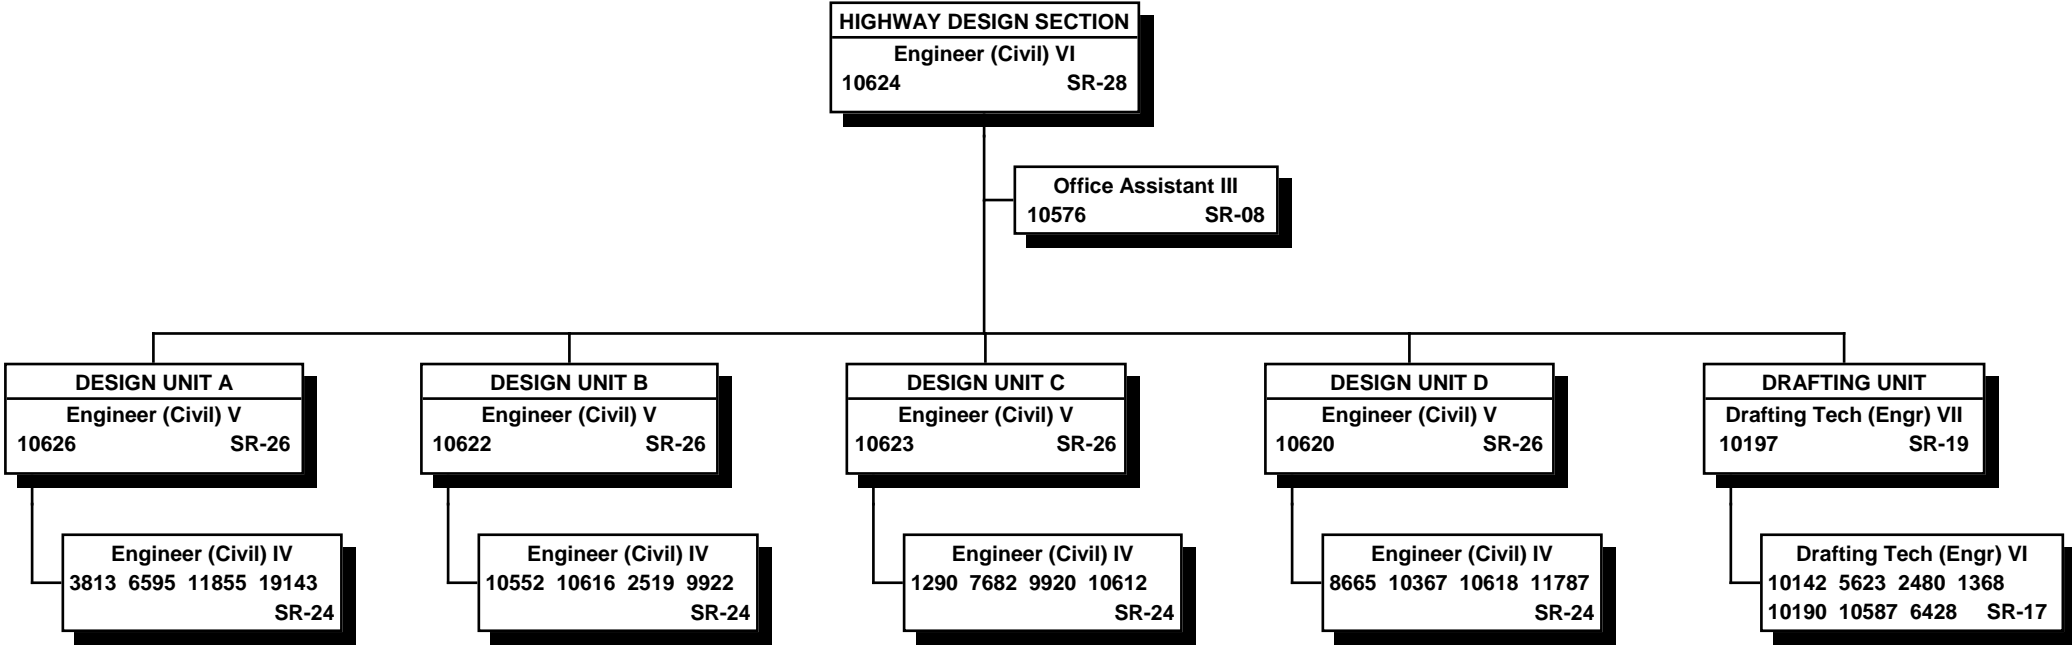 HIGHWAY DESIGN SECTION
Engineer (Civil) VI
10624 SR-28
Office Assistant III
10576 SR-08
DESIGN UNIT A
Engineer (Civil) V
10626 SR-26
Engineer (Civil) IV
3813 6595 11855 19143
SR-24
DESIGN UNIT B
Engineer (Civil) V
10622 SR-26
Engineer (Civil) IV
10552 10616 2519 9922
SR-24
DESIGN UNIT C
Engineer (Civil) V
10623 SR-26
Engineer (Civil) IV
1290 7682 9920 10612
SR-24
DESIGN UNIT D
Engineer (Civil) V
10620 SR-26
Engineer (Civil) IV
8665 10367 10618 11787
SR-24
DRAFTING UNIT
Drafting Tech (Engr) VII
10197 SR-19
Drafting Tech (Engr) VI
10142 5623 2480 1368
10190 10587 6428 SR-17